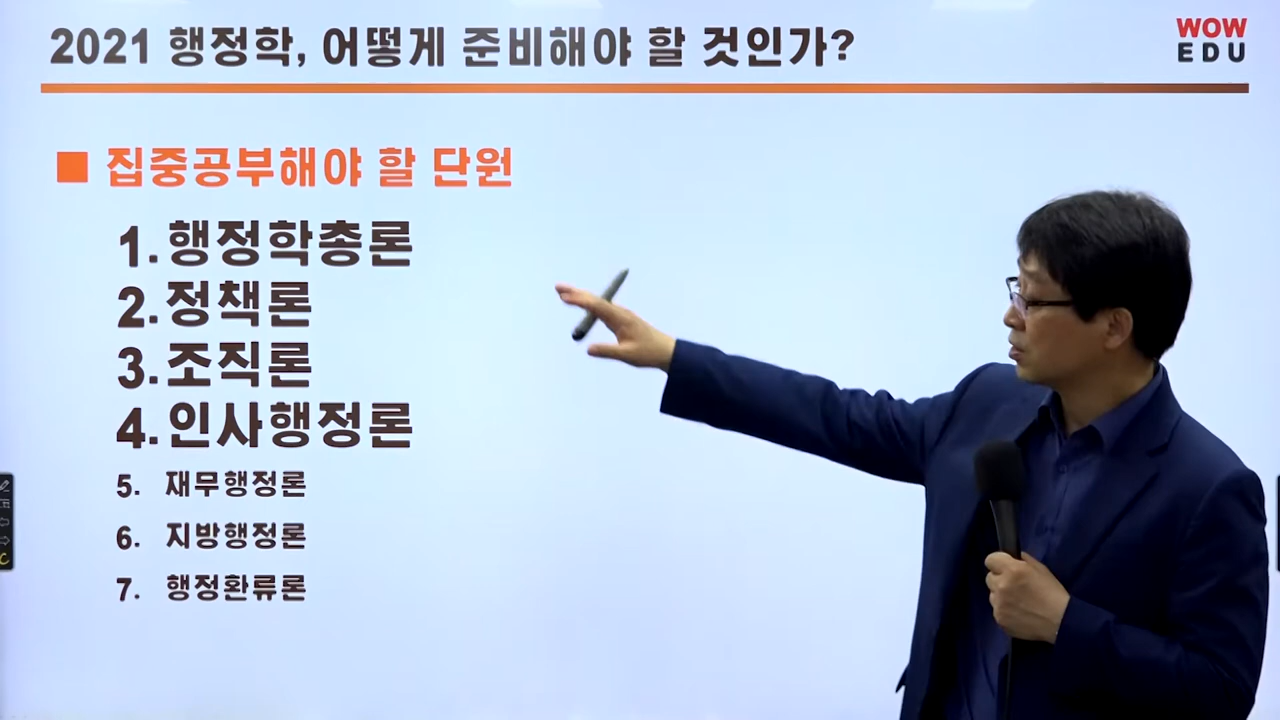 2021 행정학, 어떻게 준비해야 할 것인가?
WOW
EDU
■ 집중공부해야 할 단원
1. 행정학총론
2. 정책론
3. 조직론
4. 인사행정론
5. 재무행정론
6. 지방행정론
7. 행정환류론